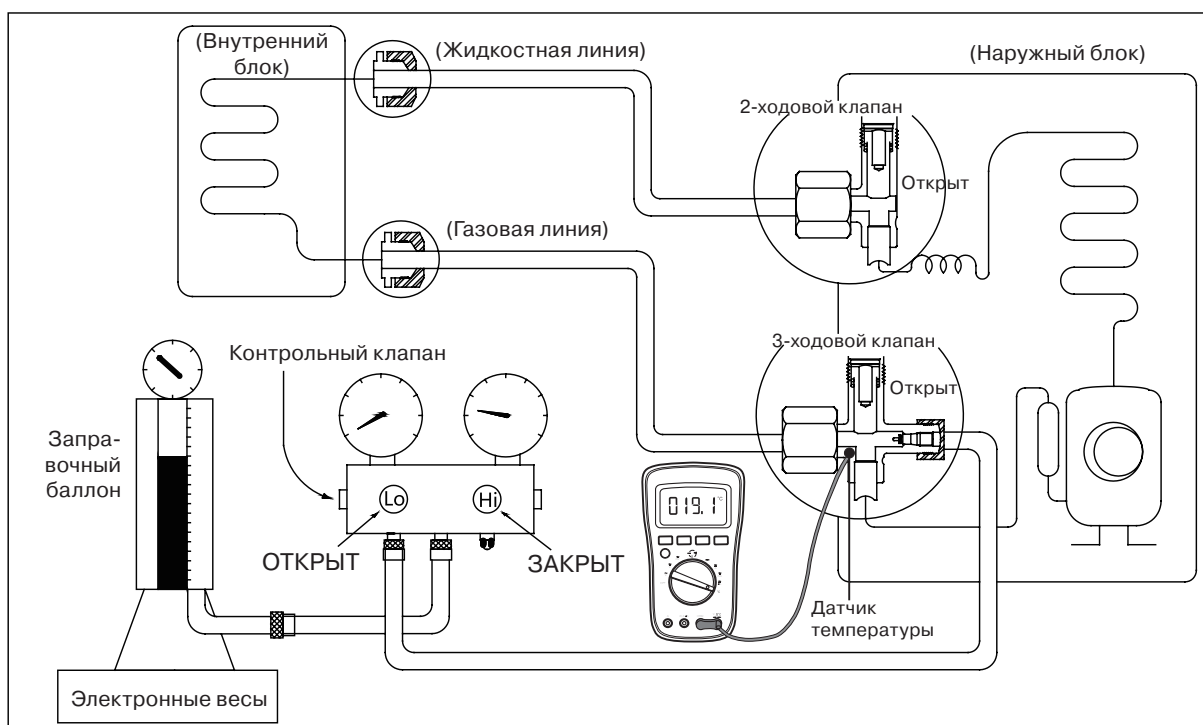 (Внутренний
блок)
(Жидкостная линия)
(Наружный блок)
2-ходовой клапан
Открыт
(Газовая линия)
3-ходовой клапан
Открыт
Контрольный клапан
Запра-
вочный
баллон
Lo
Hi
ОТКРЫТ
ЗАКРЫТ
019.1 °C
Датчик
температуры
Электронные весы